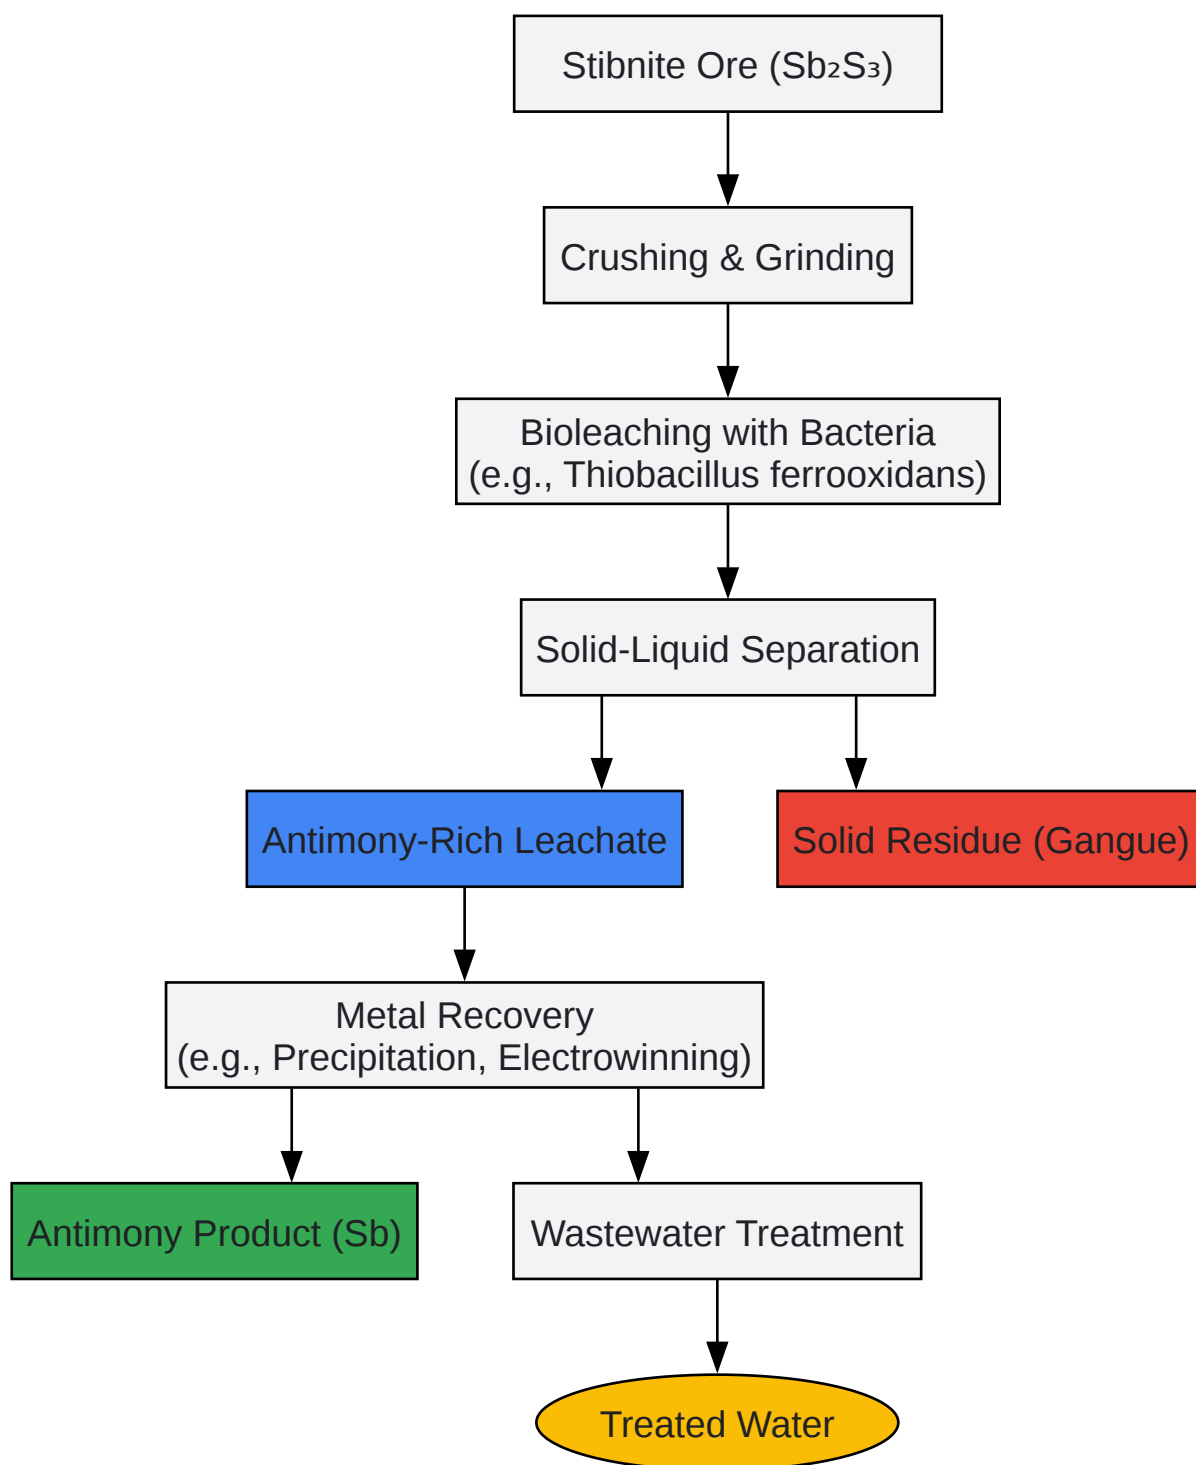 Stibnite Ore (Sb₂S₃)
Crushing & Grinding
Bioleaching with Bacteria
(e.g., Thiobacillus ferrooxidans)
Solid-Liquid Separation
Antimony-Rich Leachate
Solid Residue (Gangue)
Metal Recovery
(e.g., Precipitation, Electrowinning)
Antimony Product (Sb)
Wastewater Treatment
Treated Water